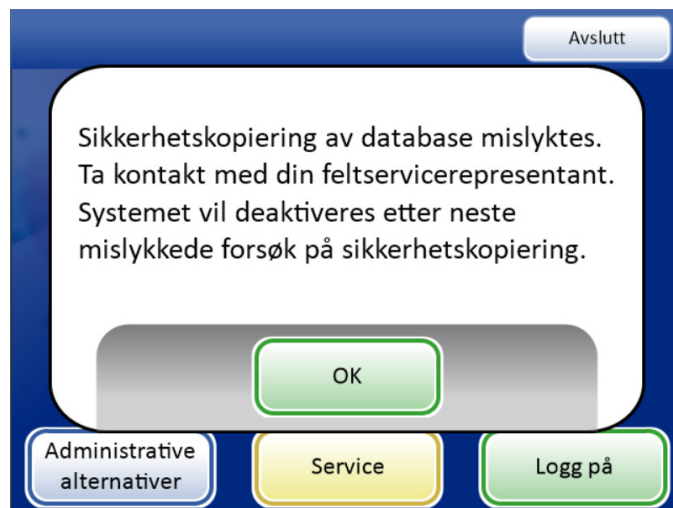 Avslutt
Sikkerhetskopiering av database mislyktes.
Ta kontakt med din feltservicerepresentant.
Systemet vil deaktiveres etter neste
mislykkede forsøk på sikkerhetskopiering.
OK
Administrative
alternativer
Service
Logg på